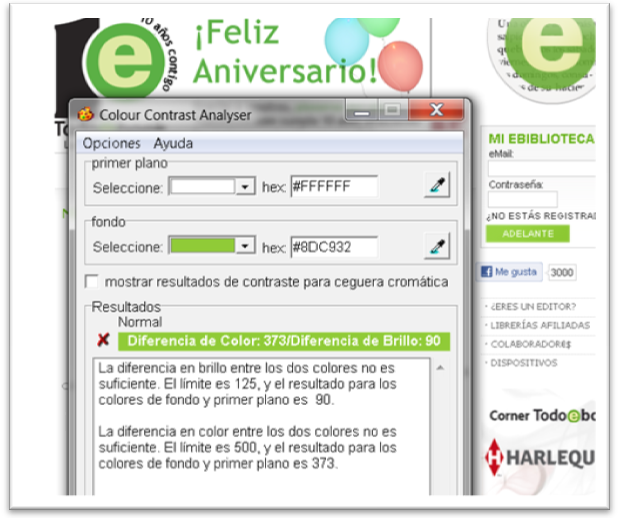 10 años contigo
e
¡Feliz
Aniversario!
e
Colour Contrast Analyser
Opciones Ayuda
primer plano
Seleccione: hex: #FFFFFF
fondo
Seleccione: hex: #8DC932
mostrar resultados de contraste para ceguera cromática
Resultados
Normal
Diferencia de Color: 373/Diferencia de Brillo: 90
La diferencia en brillo entre los dos colores no es
suficiente. El límite es 125, y el resultado para los
colores de fondo y primer plano es 90.
La diferencia en color entre los dos colores no es
suficiente. El límite es 500, y el resultado para los
colores de fondo y primer plano es 373.
MI EBIBLIOTECA
eMail:
Contraseña:
¿NO ESTÁS REGISTRA
ADELANTE
Me gusta 3000
· ¿ERES UN EDITOR?
· LIBRERÍAS AFILIADAS
· COLABORADOR€$
· DISPOSITIVOS
Corner Todoebo
HARLEQU